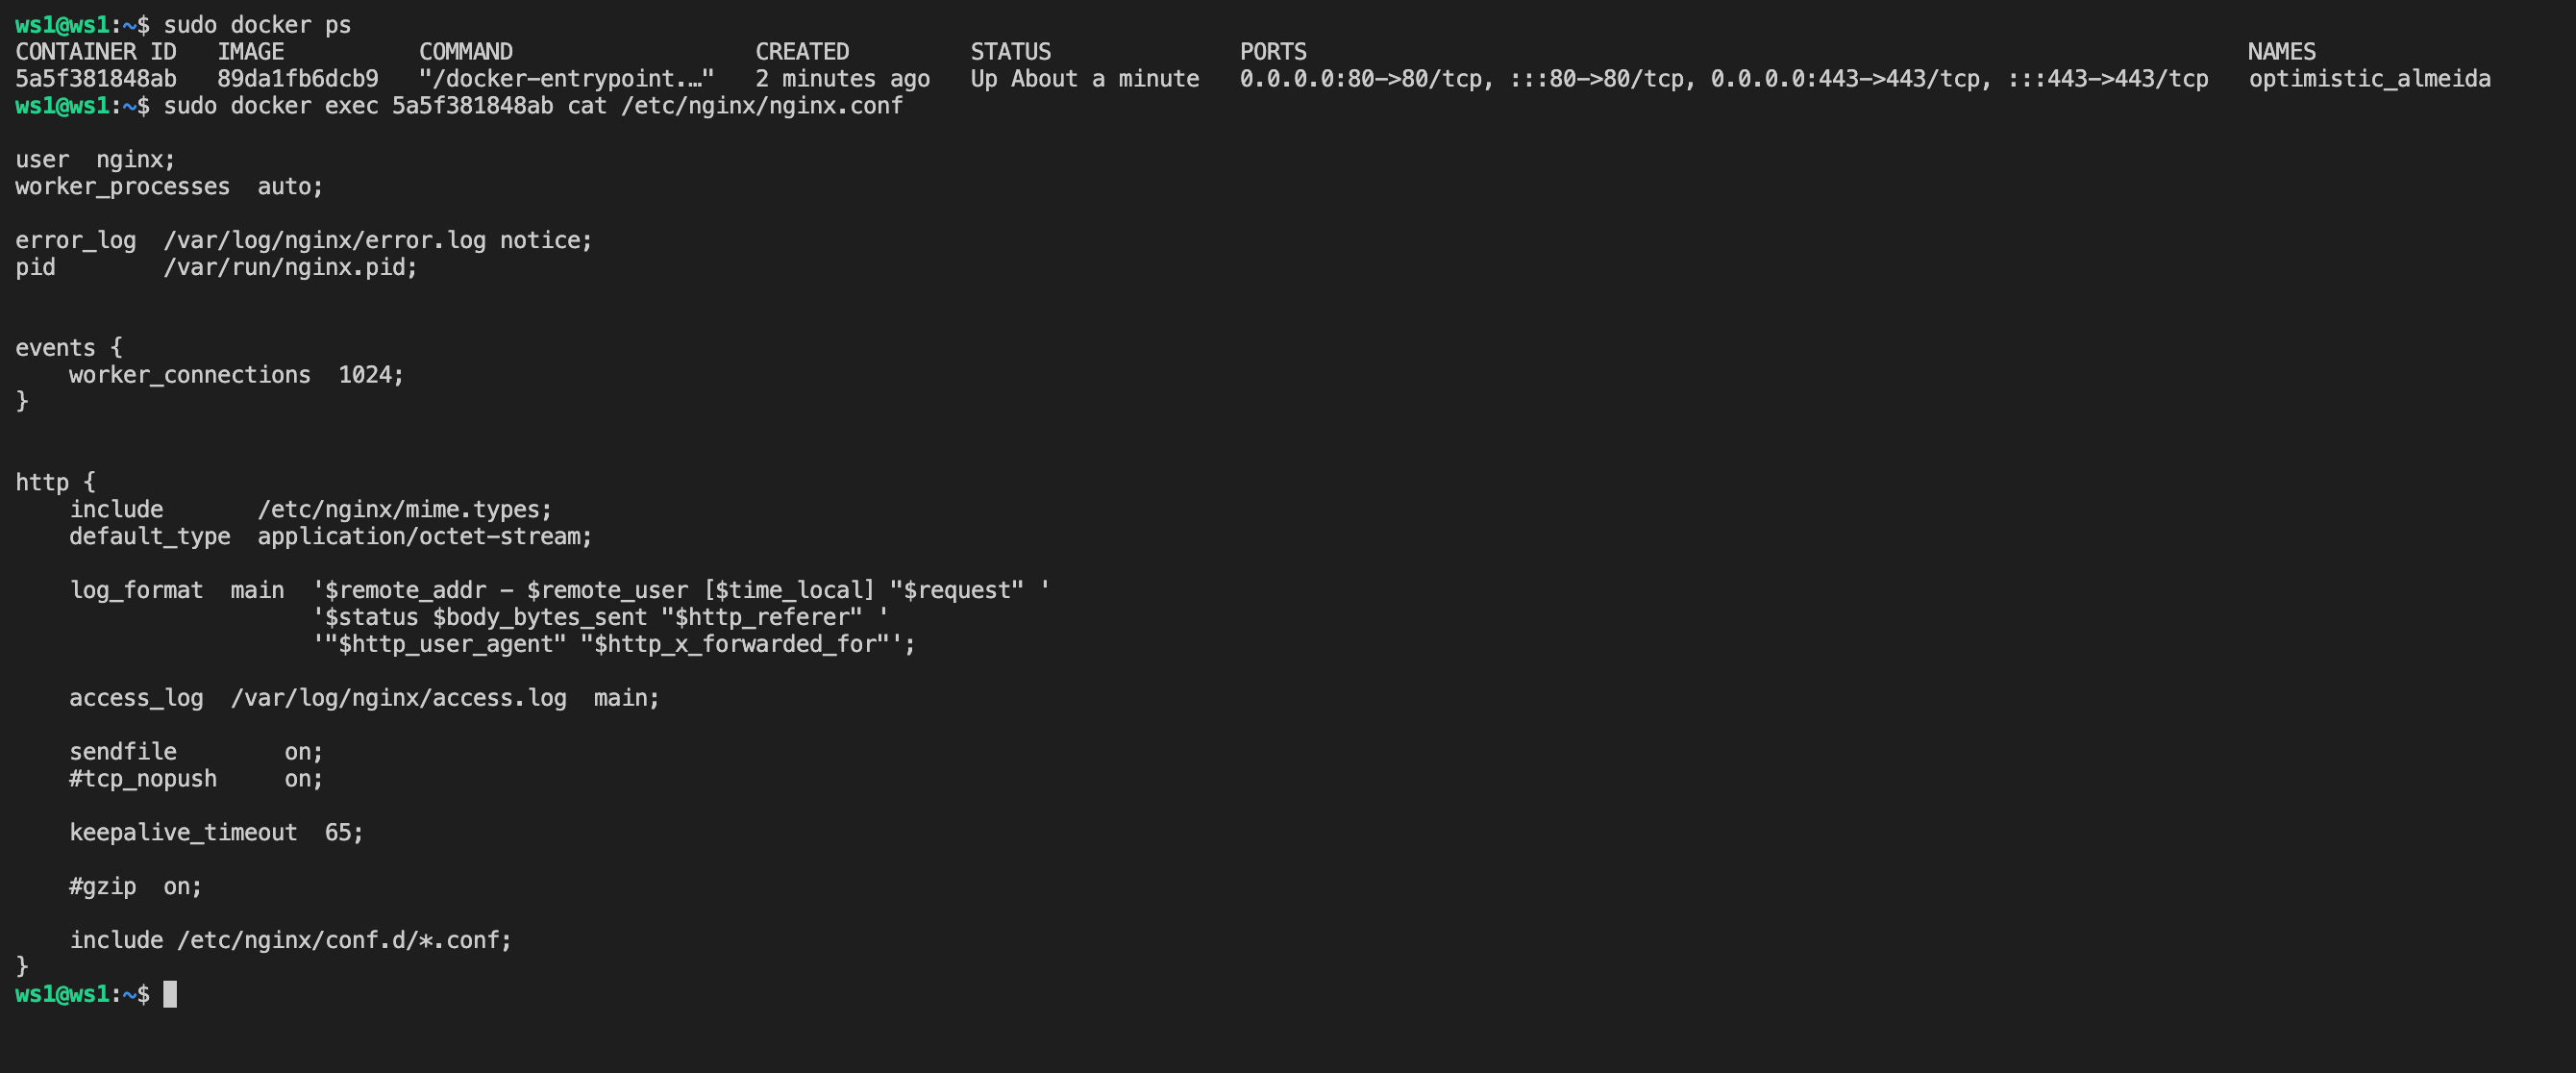 ws1@ws1:~$ sudo docker ps
CONTAINER ID   IMAGE          COMMAND                  CREATED         STATUS              PORTS                                                                      NAMES
5a5f381848ab   89da1fb6dcb9   "/docker-entrypoint.…"   2 minutes ago   Up About a minute   0.0.0.0:80->80/tcp, :::80->80/tcp, 0.0.0.0:443->443/tcp, :::443->443/tcp   optimistic_almeida
ws1@ws1:~$ sudo docker exec 5a5f381848ab cat /etc/nginx/nginx.conf

user  nginx;
worker_processes  auto;

error_log  /var/log/nginx/error.log notice;
pid        /var/run/nginx.pid;


events {
    worker_connections  1024;
}


http {
    include       /etc/nginx/mime.types;
    default_type  application/octet-stream;

    log_format  main  '$remote_addr - $remote_user [$time_local] "$request" '
                      '$status $body_bytes_sent "$http_referer" '
                      '"$http_user_agent" "$http_x_forwarded_for"';

    access_log  /var/log/nginx/access.log  main;

    sendfile        on;
    #tcp_nopush     on;

    keepalive_timeout  65;

    #gzip  on;

    include /etc/nginx/conf.d/*.conf;
}
ws1@ws1:~$